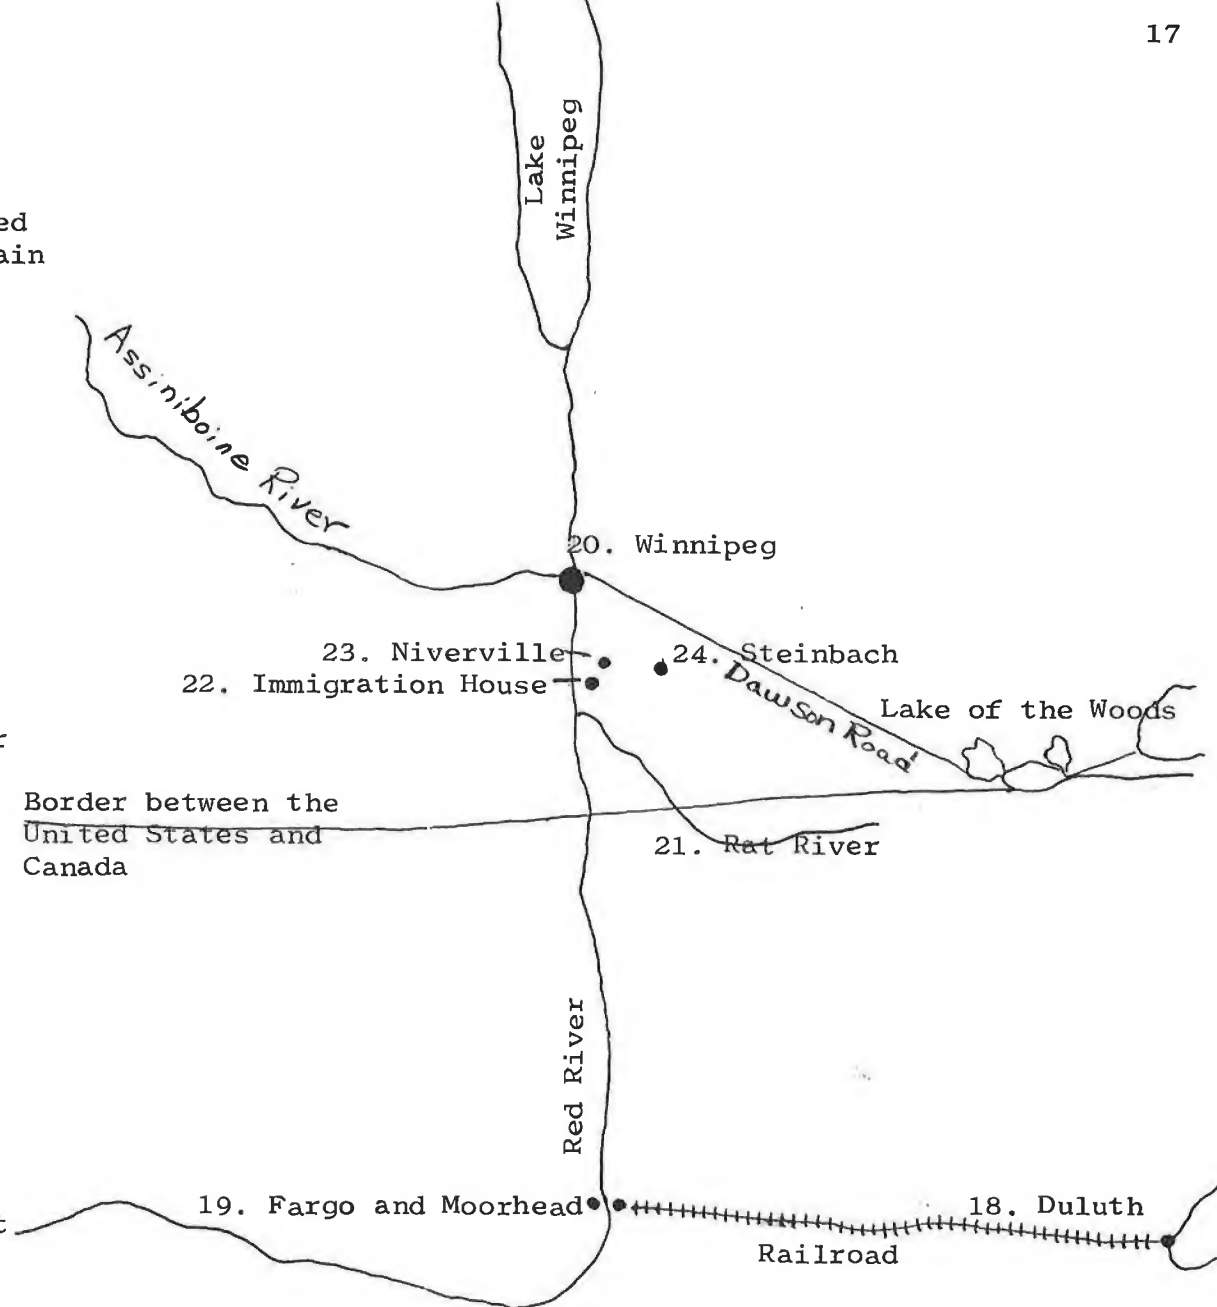 17
Lake
Winnipeg
ed
ain
Assiniboine River
20. Winnipeg
23. Niverville
24. Steinbach
22. Immigration House
Dawson Road
Lake of the Woods
r
Border between the
United States and
Canada
21. Rat River
Red River
19. Fargo and Moorhead
18. Duluth
t
Railroad